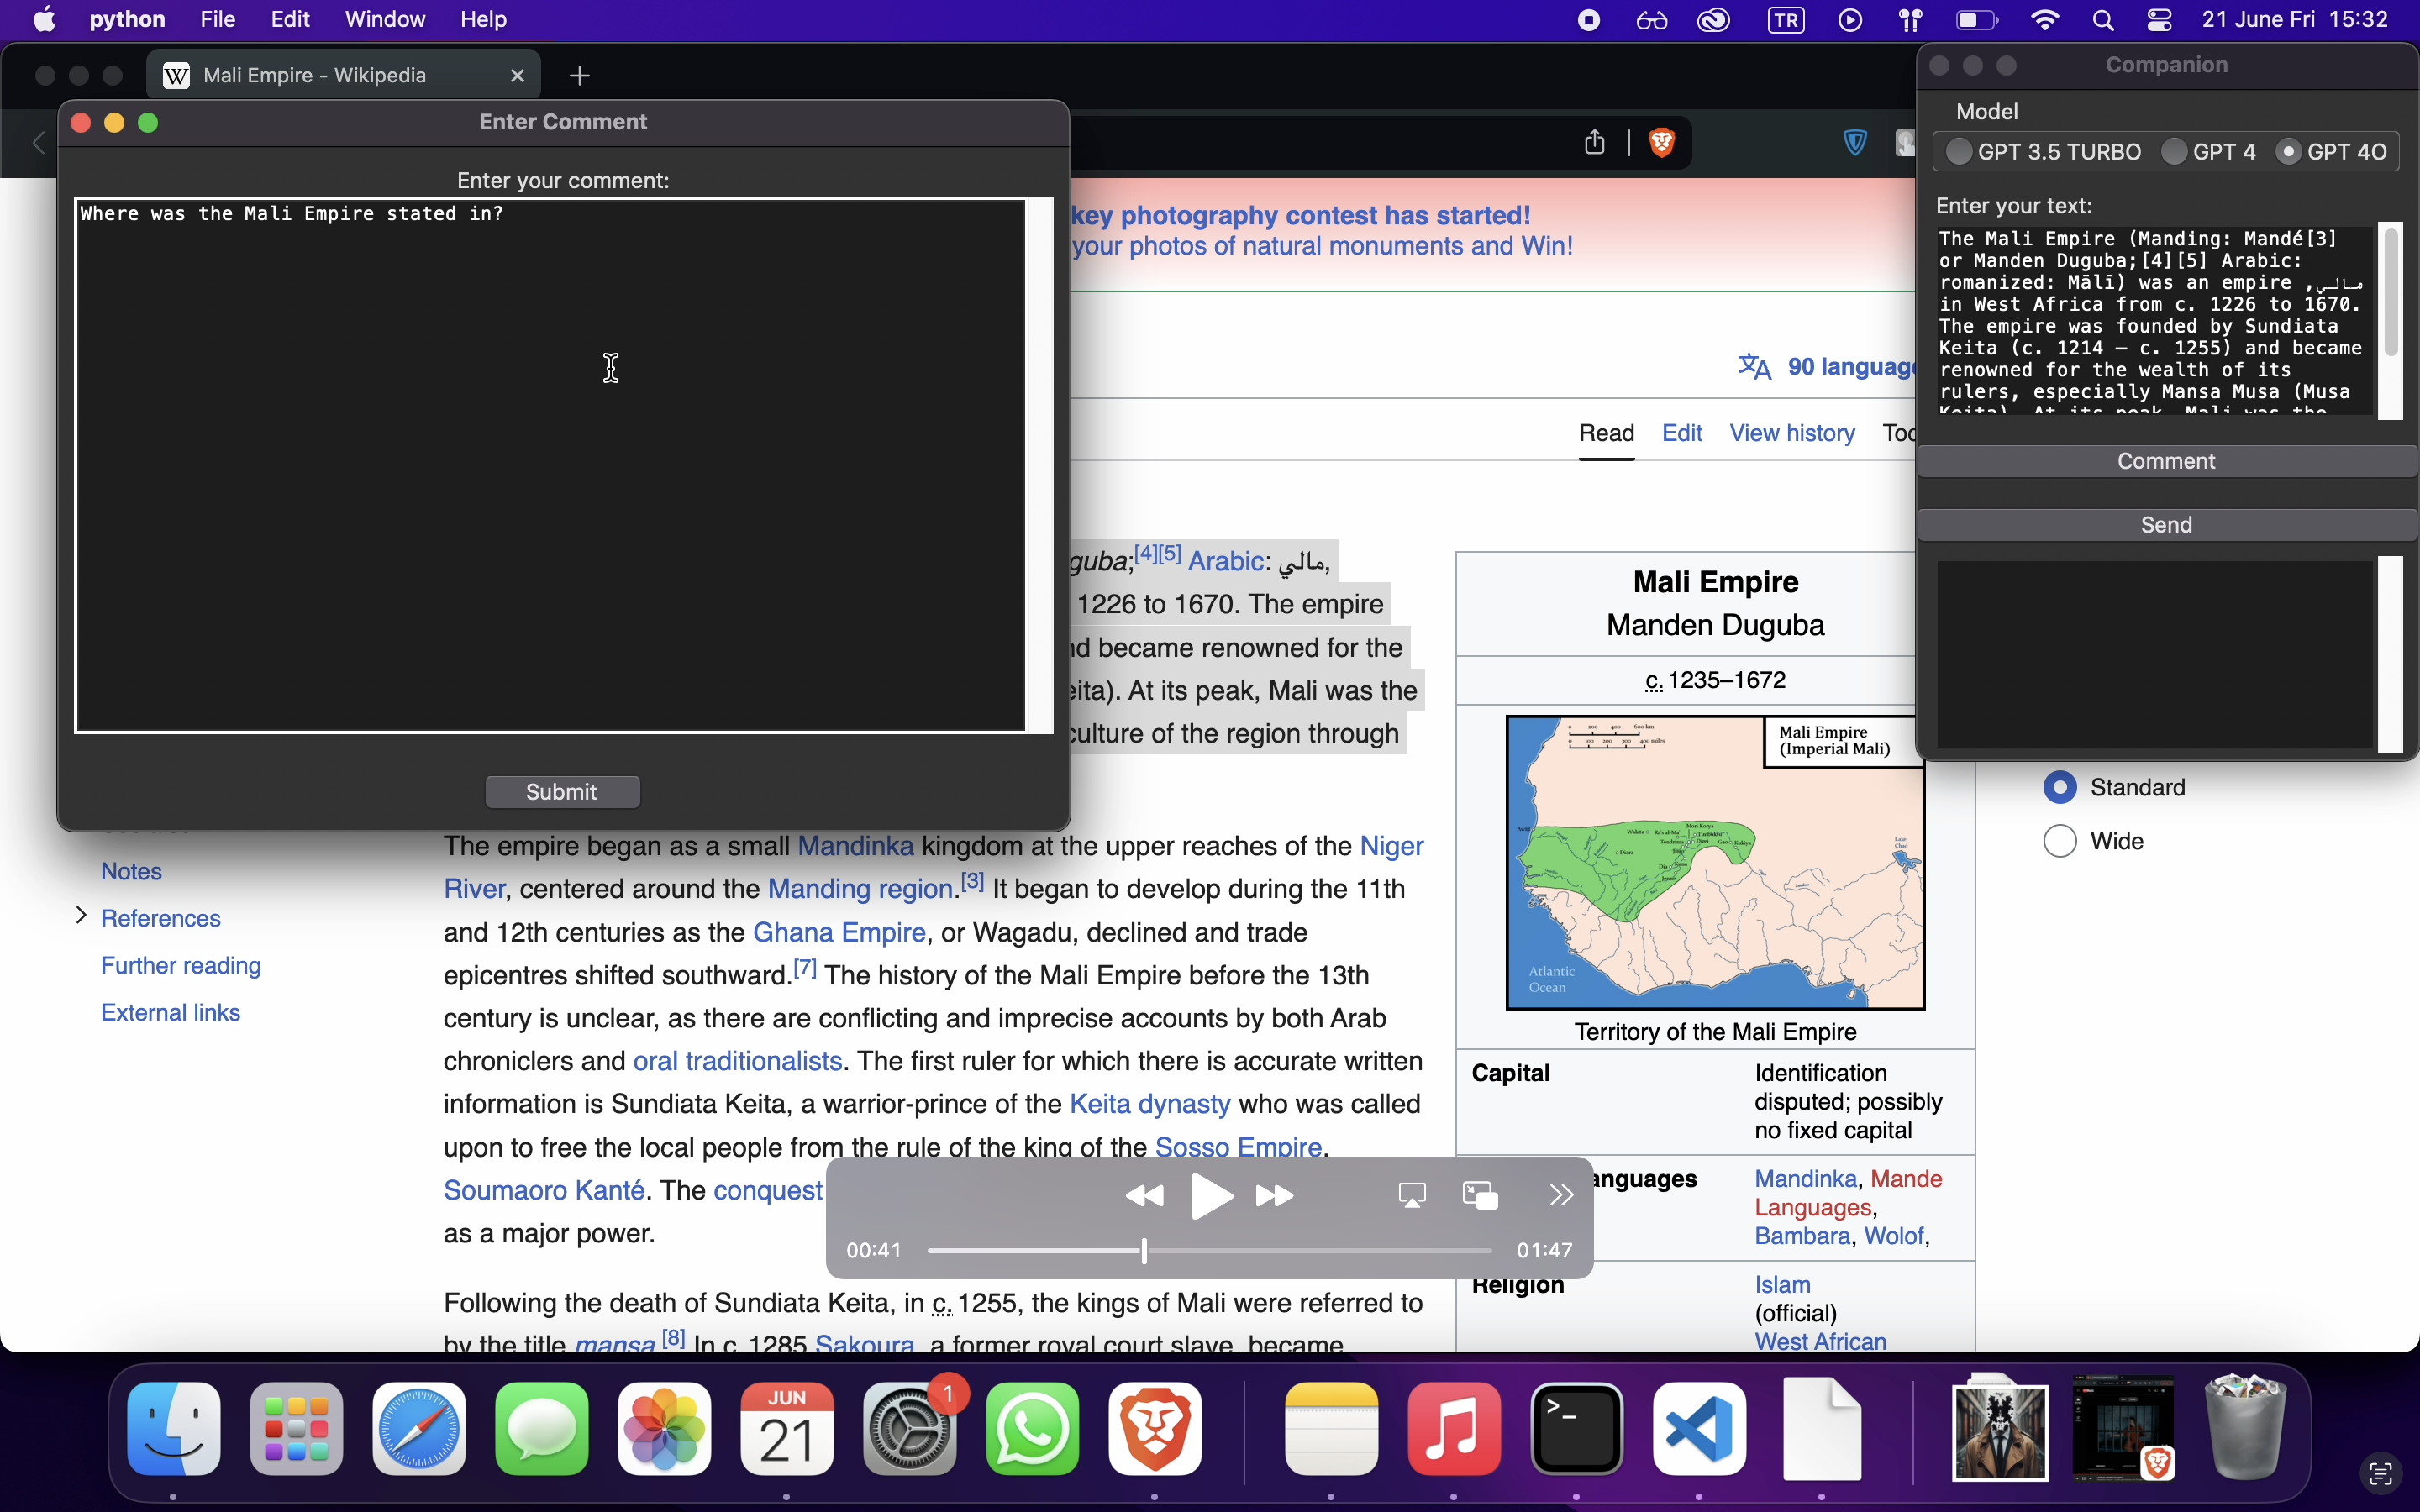 python File Edit Window Help
TR
21 June Fri 15:32
Mali Empire - Wikipedia
Enter Comment
Enter your comment:
Where was the Mali Empire stated in?
Submit
Companion
Model
GPT 3.5 TURBO GPT 4 GPT 4O
Enter your text:
The Mali Empire (Manding: Mandé[3]
or Manden Duguba;[4][5] Arabic:
romanized: Mālī) was an empire ,مالي
in West Africa from c. 1226 to 1670.
The empire was founded by Sundiata
Keita (c. 1214 – c. 1255) and became
renowned for the wealth of its
rulers, especially Mansa Musa (Musa
Keita). At its peak, Mali was the
Comment
Send
key photography contest has started!
your photos of natural monuments and Win!
90 language
Read Edit View history Too
guba;[4][5] Arabic: مالي,
1226 to 1670. The empire
nd became renowned for the
eita). At its peak, Mali was the
culture of the region through
Mali Empire
Manden Duguba
c. 1235–1672
Mali Empire
(Imperial Mali)
Atlantic
Ocean
Territory of the Mali Empire
Capital
Identification
disputed; possibly
no fixed capital
anguages
Mandinka, Mande
Languages,
Bambara, Wolof,
Religion
Islam
(official)
West African
Standard
Wide
Notes
References
Further reading
External links
The empire began as a small Mandinka kingdom at the upper reaches of the Niger
River, centered around the Manding region.[3] It began to develop during the 11th
and 12th centuries as the Ghana Empire, or Wagadu, declined and trade
epicentres shifted southward.[7] The history of the Mali Empire before the 13th
century is unclear, as there are conflicting and imprecise accounts by both Arab
chroniclers and oral traditionalists. The first ruler for which there is accurate written
information is Sundiata Keita, a warrior-prince of the Keita dynasty who was called
upon to free the local people from the rule of the king of the Sosso Empire,
Soumaoro Kanté. The conquest
as a major power.
Following the death of Sundiata Keita, in c. 1255, the kings of Mali were referred to
by the title mansa.[8] In c. 1285 Sakoura, a former royal court slave, became
00:41
01:47
JUN
21
1